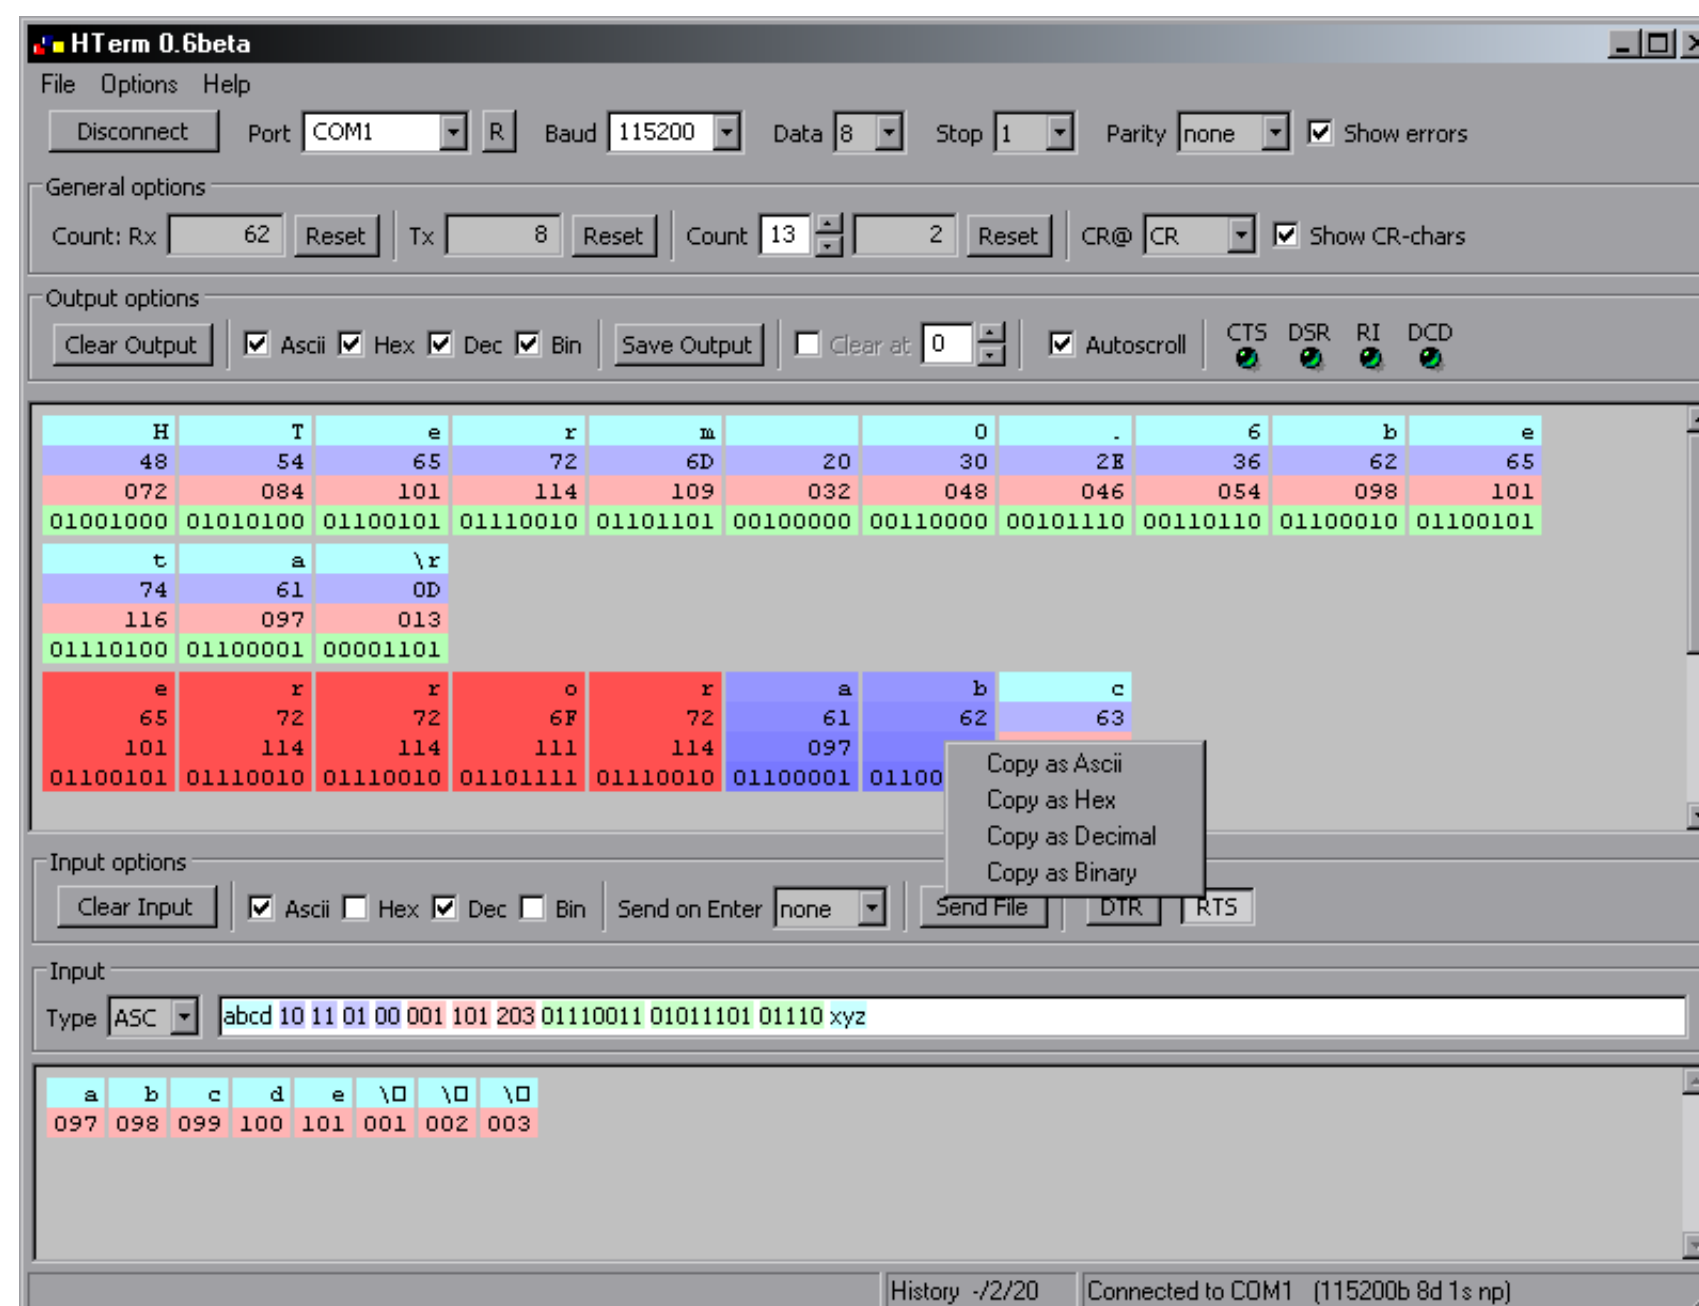 HTerm 0.6beta
File Options Help
Disconnect Port COM1 R Baud 115200 Data 8 Stop 1 Parity none Show errors
General options
Count: Rx 62 Reset Tx 8 Reset Count 13 2 Reset CR@ CR Show CR-chars
Output options
Clear Output Ascii Hex Dec Bin Save Output Clear at 0 Autoscroll CTS DSR RI DCD
H T e r m 0 . 6 b e
48 54 65 72 6D 20 30 2E 36 62 65
072 084 101 114 109 032 048 046 054 098 101
01001000 01010100 01100101 01110010 01101101 00100000 00110000 00101110 00110110 01100010 01100101
t a \r
74 61 0D
116 097 013
01110100 01100001 00001101
e r r o r a b c
65 72 72 6F 72 61 62 63
101 114 114 111 114 097
01100101 01110010 01110010 01101111 01110010 01100001 01100
Copy as Ascii
Copy as Hex
Copy as Decimal
Copy as Binary
Input options
Clear Input Ascii Hex Dec Bin Send on Enter none Send File DTR RTS
Input
Type ASC abcd 10 11 01 00 001 101 203 01110011 01011101 01110 xyz
a b c d e \□ \□ \□
097 098 099 100 101 001 002 003
History -/2/20 Connected to COM1 (115200b 8d 1s np)